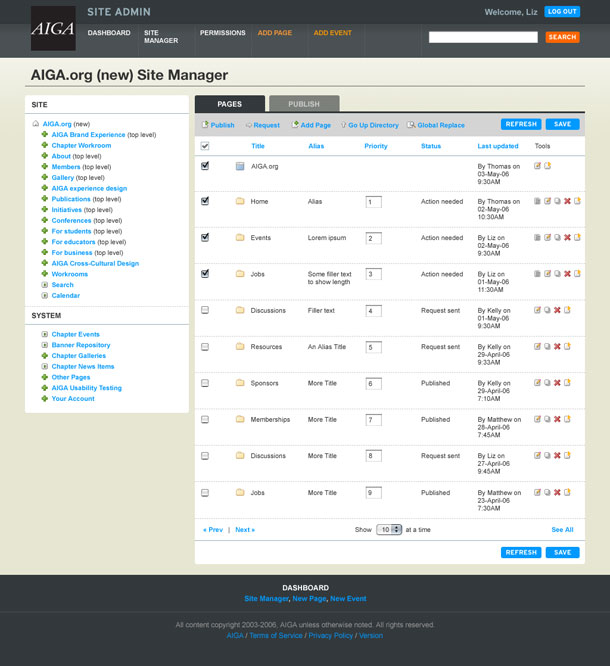 AIGA
SITE ADMIN
Welcome, Liz
LOG OUT
DASHBOARD
SITE MANAGER
PERMISSIONS
ADD PAGE
ADD EVENT
SEARCH
AIGA.org (new) Site Manager
SITE
AIGA.org (new)
AIGA Brand Experience (top level)
Chapter Workroom
About (top level)
Members (top level)
Gallery (top level)
AIGA experience design
Publications (top level)
Initiatives (top level)
Conferences (top level)
For students (top level)
For educators (top level)
For business (top level)
AIGA Cross-Cultural Design
Workrooms
Search
Calendar
SYSTEM
Chapter Events
Banner Repository
Chapter Galleries
Chapter News Items
Other Pages
AIGA Usability Testing
Your Account
PAGES
PUBLISH
Publish
Request
Add Page
Go Up Directory
Global Replace
REFRESH
SAVE
Title Alias Priority Status Last updated Tools
AIGA.org By Thomas on 03-May-06 9:30AM
Home Alias 1 Action needed By Thomas on 02-May-06 10:30AM
Events Lorem ipsum 2 Action needed By Liz on 02-May-06 9:30AM
Jobs Some filler text to show length 3 Action needed By Liz on 01-May-06 11:30AM
Discussions Filler text 4 Request sent By Kelly on 01-May-06 9:30AM
Resources An Alias Title 5 Request sent By Kelly on 29-April-06 9:33AM
Sponsors More Title 6 Published By Kelly on 29-April-06 7:10AM
Memberships More Title 7 Published By Matthew on 28-April-06 7:45AM
Discussions More Title 8 Request sent By Liz on 27-April-06 9:45AM
Jobs More Title 9 Published By Matthew on 23-April-06 7:30AM
« Prev | Next »
Show 10 at a time
See All
REFRESH
SAVE
DASHBOARD
Site Manager, New Page, New Event
All content copyright 2003-2006, AIGA unless otherwise noted. All rights reserved.
AIGA / Terms of Service / Privacy Policy / Version